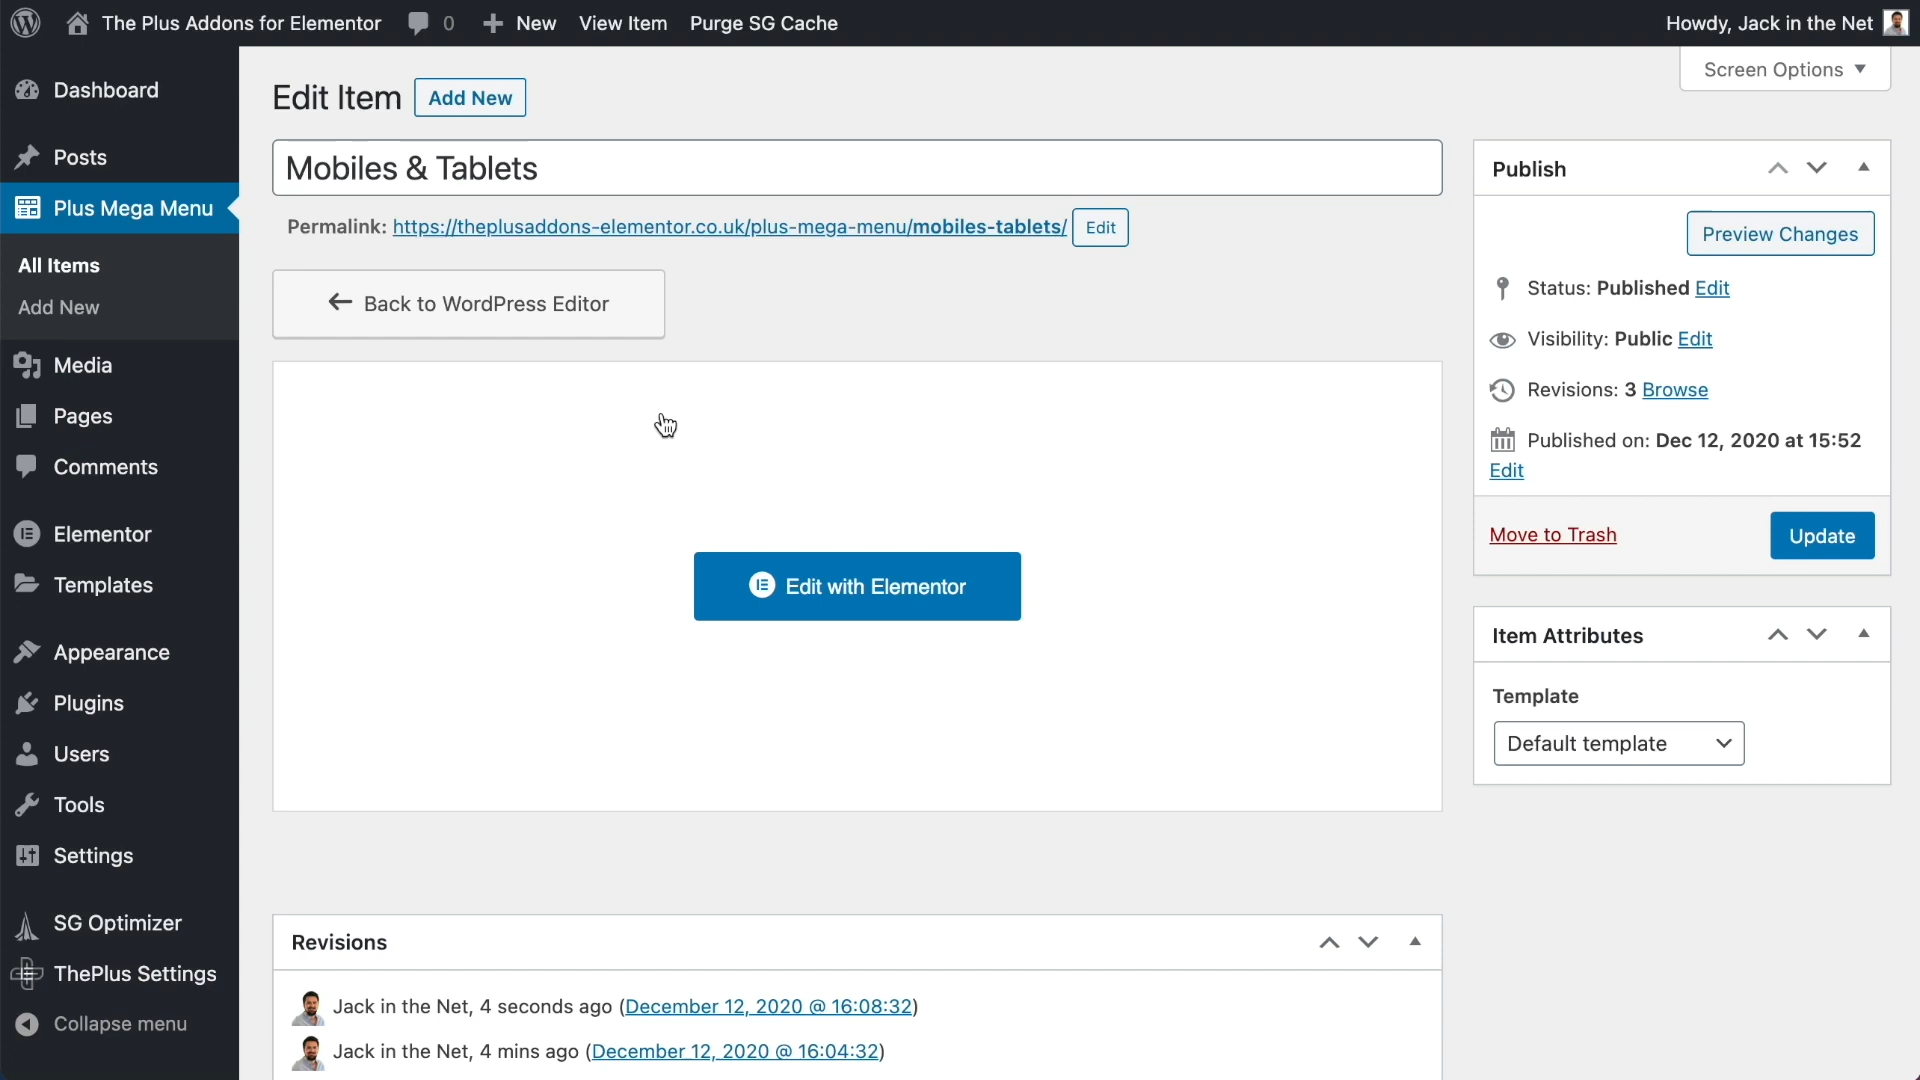 The Plus Addons for Elementor 0 New View Item Purge SG Cache Howdy, Jack in the Net
Screen Options
Dashboard
Posts
Plus Mega Menu
All Items
Add New
Media
Pages
Comments
Elementor
Templates
Appearance
Plugins
Users
Tools
Settings
SG Optimizer
ThePlus Settings
Collapse menu
Edit Item Add New
Mobiles & Tablets
Permalink: https://theplusaddons-elementor.co.uk/plus-mega-menu/mobiles-tablets/ Edit
Back to WordPress Editor
Edit with Elementor
Revisions
Jack in the Net, 4 seconds ago (December 12, 2020 @ 16:08:32)
Jack in the Net, 4 mins ago (December 12, 2020 @ 16:04:32)
Publish
Preview Changes
Status: Published Edit
Visibility: Public Edit
Revisions: 3 Browse
Published on: Dec 12, 2020 at 15:52
Edit
Move to Trash Update
Item Attributes
Template
Default template